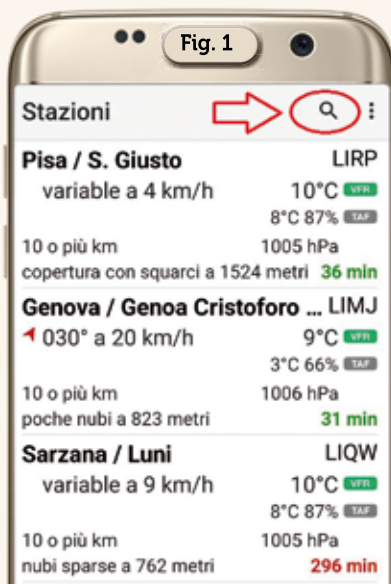 Fig. 1
Stazioni
Pisa / S. Giusto LIRP
variable a 4 km/h 10°C VFR
8°C 87% TAF
10 o più km 1005 hPa
copertura con squarci a 1524 metri 36 min
Genova / Genoa Cristoforo ... LIMJ
030° a 20 km/h 9°C VFR
3°C 66% TAF
10 o più km 1006 hPa
poche nubi a 823 metri 31 min
Sarzana / Luni LIQW
variable a 9 km/h 10°C VFR
8°C 87% TAF
10 o più km 1005 hPa
nubi sparse a 762 metri 296 min